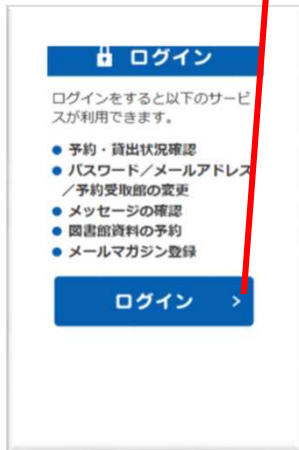 ログイン
ログインをすると以下のサービ
スが利用できます。
● 予約・貸出状況確認
● パスワード/メールアドレス
/予約受取館の変更
● メッセージの確認
● 図書館資料の予約
● メールマガジン登録
ログイン >